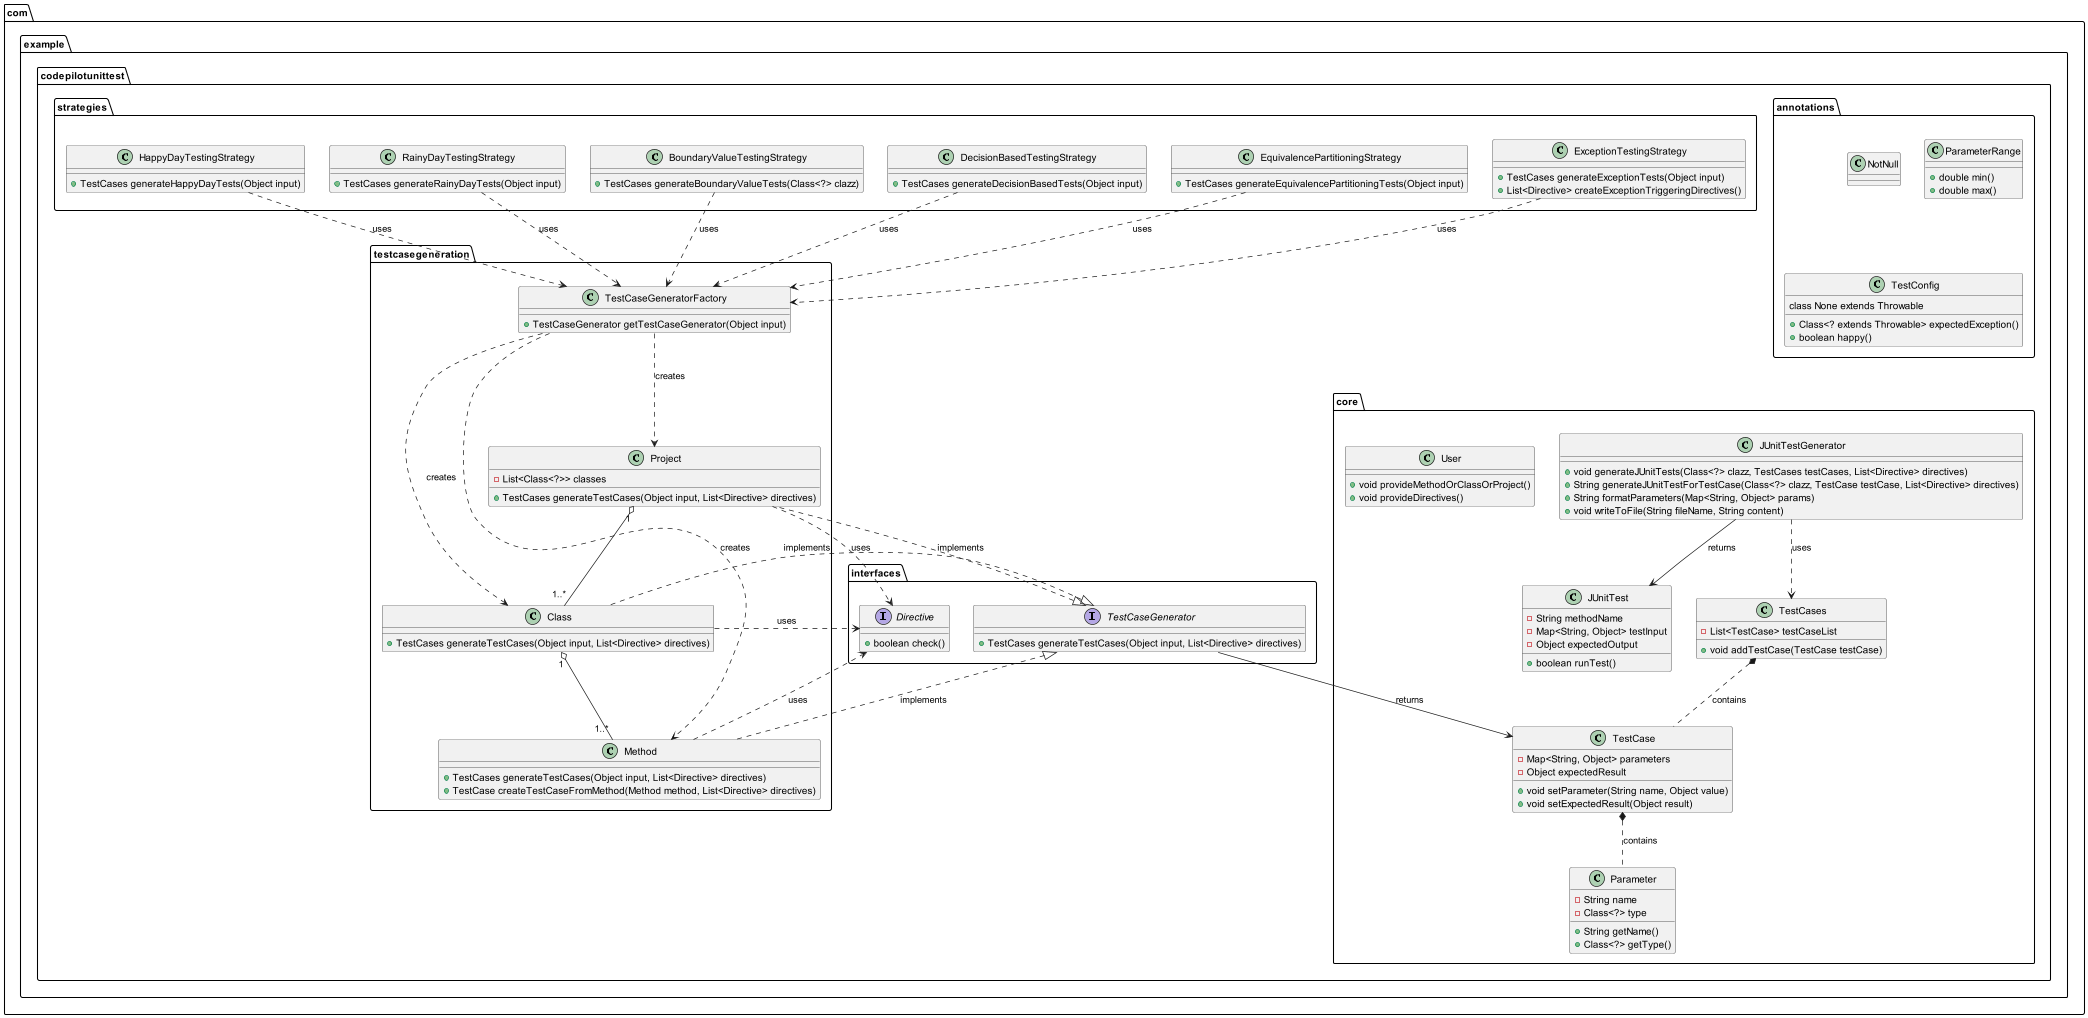 com
example
codepilotunittest
strategies
C HappyDayTestingStrategy
TestCases generateHappyDayTests(Object input)
C RainyDayTestingStrategy
TestCases generateRainyDayTests(Object input)
C BoundaryValueTestingStrategy
TestCases generateBoundaryValueTests(Class<?> clazz)
C DecisionBasedTestingStrategy
TestCases generateDecisionBasedTests(Object input)
C EquivalencePartitioningStrategy
TestCases generateEquivalencePartitioningTests(Object input)
C ExceptionTestingStrategy
TestCases generateExceptionTests(Object input)
List<Directive> createExceptionTriggeringDirectives()
annotations
C NotNull
C ParameterRange
double min()
double max()
C TestConfig
class None extends Throwable
Class<? extends Throwable> expectedException()
boolean happy()
uses
uses
uses
uses
uses
uses
testcasegeneration
C TestCaseGeneratorFactory
TestCaseGenerator getTestCaseGenerator(Object input)
creates
creates
creates
C Project
List<Class<?>> classes
TestCases generateTestCases(Object input, List<Directive> directives)
1
1..*
implements
uses
implements
C Class
TestCases generateTestCases(Object input, List<Directive> directives)
uses
1
1..*
uses
implements
C Method
TestCases generateTestCases(Object input, List<Directive> directives)
TestCase createTestCaseFromMethod(Method method, List<Directive> directives)
interfaces
I Directive
boolean check()
I TestCaseGenerator
TestCases generateTestCases(Object input, List<Directive> directives)
returns
core
C User
void provideMethodOrClassOrProject()
void provideDirectives()
C JUnitTestGenerator
void generateJUnitTests(Class<?> clazz, TestCases testCases, List<Directive> directives)
String generateJUnitTestForTestCase(Class<?> clazz, TestCase testCase, List<Directive> directives)
String formatParameters(Map<String, Object> params)
void writeToFile(String fileName, String content)
returns
uses
C JUnitTest
String methodName
Map<String, Object> testInput
Object expectedOutput
boolean runTest()
C TestCases
List<TestCase> testCaseList
void addTestCase(TestCase testCase)
contains
C TestCase
Map<String, Object> parameters
Object expectedResult
void setParameter(String name, Object value)
void setExpectedResult(Object result)
contains
C Parameter
String name
Class<?> type
String getName()
Class<?> getType()